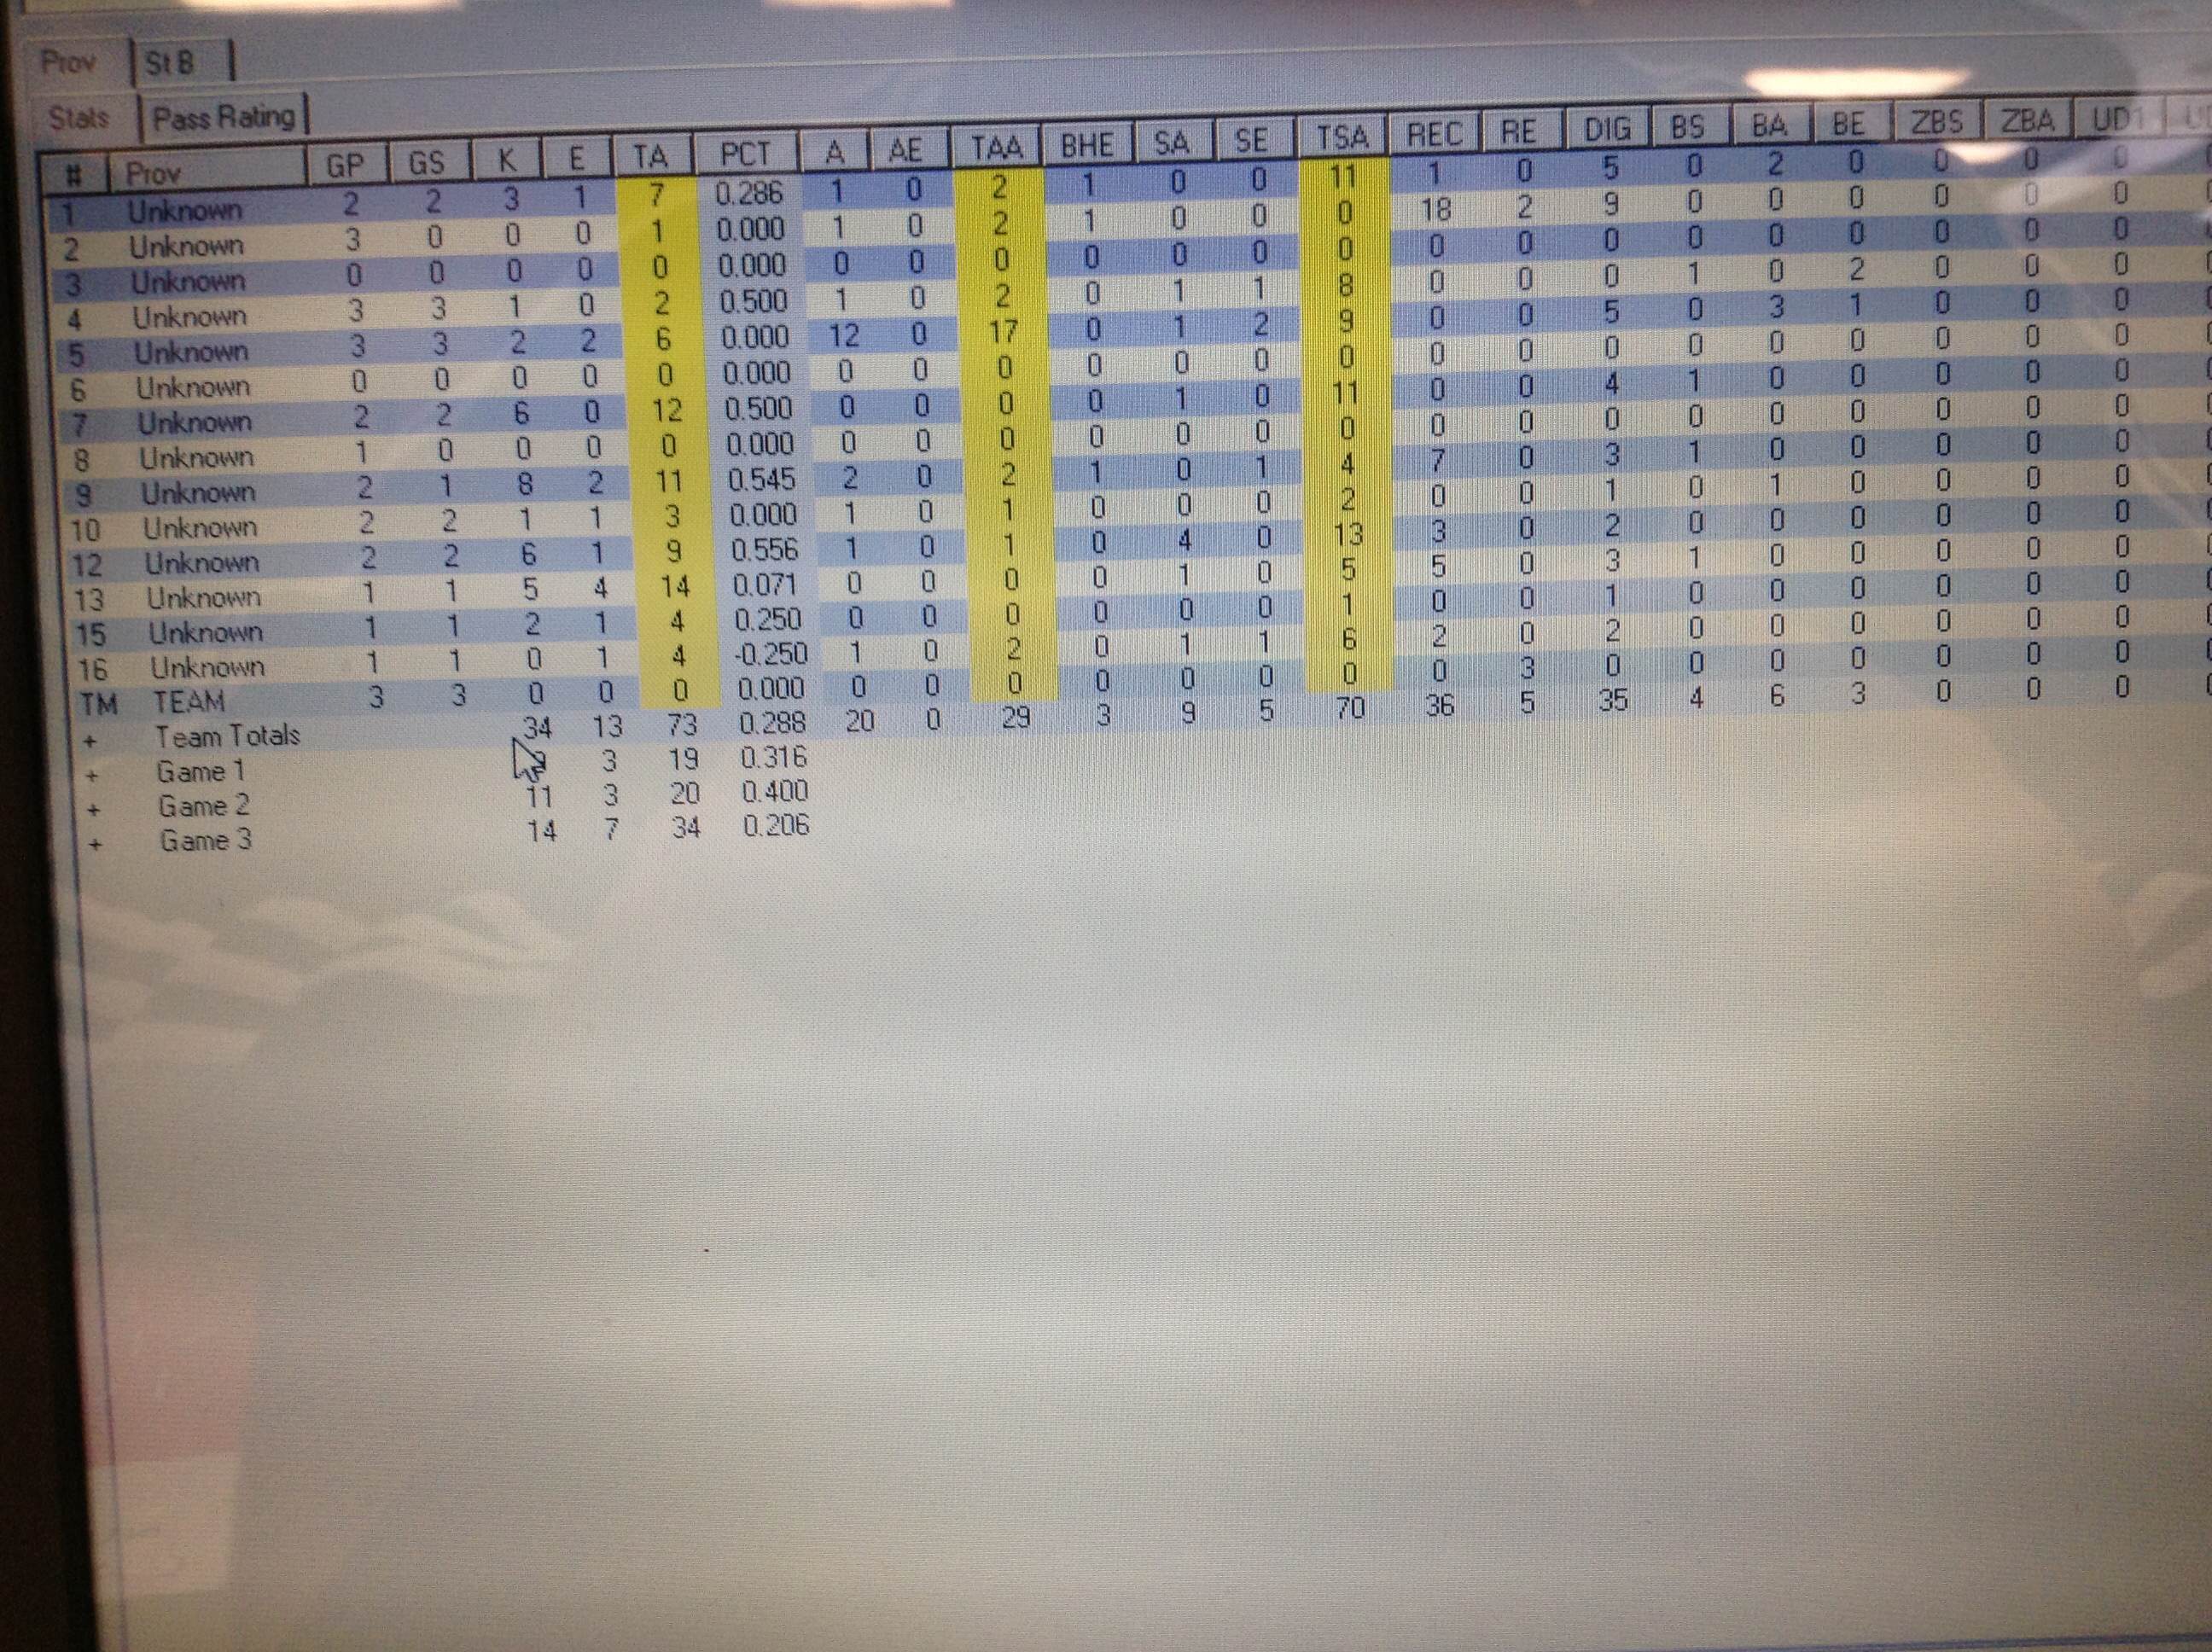 Prov St B
Stats Pass Rating
# Prov GP GS K E TA PCT A AE TAA BHE SA SE TSA REC RE DIG BS BA BE ZBS ZBA UD1
1 Unknown 2 2 3 1 7 0.286 1 0 2 1 0 0 11 1 0 5 0 2 0 0 0 0
2 Unknown 3 0 0 0 1 0.000 1 0 2 1 0 0 0 18 2 9 0 0 0 0 0 0
3 Unknown 0 0 0 0 0 0.000 0 0 0 0 0 0 0 0 0 0 0 0 0 0 0 0
4 Unknown 3 3 1 0 2 0.500 1 0 2 0 1 1 8 0 0 0 1 0 2 0 0 0
5 Unknown 3 3 2 2 6 0.000 12 0 17 0 1 2 9 0 0 5 0 3 1 0 0 0
6 Unknown 0 0 0 0 0 0.000 0 0 0 0 0 0 0 0 0 0 0 0 0 0 0 0
7 Unknown 2 2 6 0 12 0.500 0 0 0 0 1 0 11 0 0 4 1 0 0 0 0 0
8 Unknown 1 0 0 0 0 0.000 0 0 0 0 0 0 0 0 0 0 0 0 0 0 0 0
9 Unknown 2 1 8 2 11 0.545 2 0 2 1 0 1 4 7 0 3 1 0 0 0 0 0
10 Unknown 2 2 1 1 3 0.000 1 0 1 0 0 0 2 0 0 1 0 1 0 0 0 0
12 Unknown 2 2 6 1 9 0.556 1 0 1 0 4 0 13 3 0 2 0 0 0 0 0 0
13 Unknown 1 1 5 4 14 0.071 0 0 0 0 1 0 5 5 0 3 1 0 0 0 0 0
15 Unknown 1 1 2 1 4 0.250 0 0 0 0 0 0 1 0 0 1 0 0 0 0 0 0
16 Unknown 1 1 0 1 4 -0.250 1 0 2 0 1 1 6 2 0 2 0 0 0 0 0 0
TM TEAM 3 3 0 0 0 0.000 0 0 0 0 0 0 0 0 3 0 0 0 0 0 0 0
+ Team Totals 34 13 73 0.288 20 0 29 3 9 5 70 36 5 35 4 6 3 0 0 0
+ Game 1 3 19 0.316
+ Game 2 11 3 20 0.400
+ Game 3 14 7 34 0.206